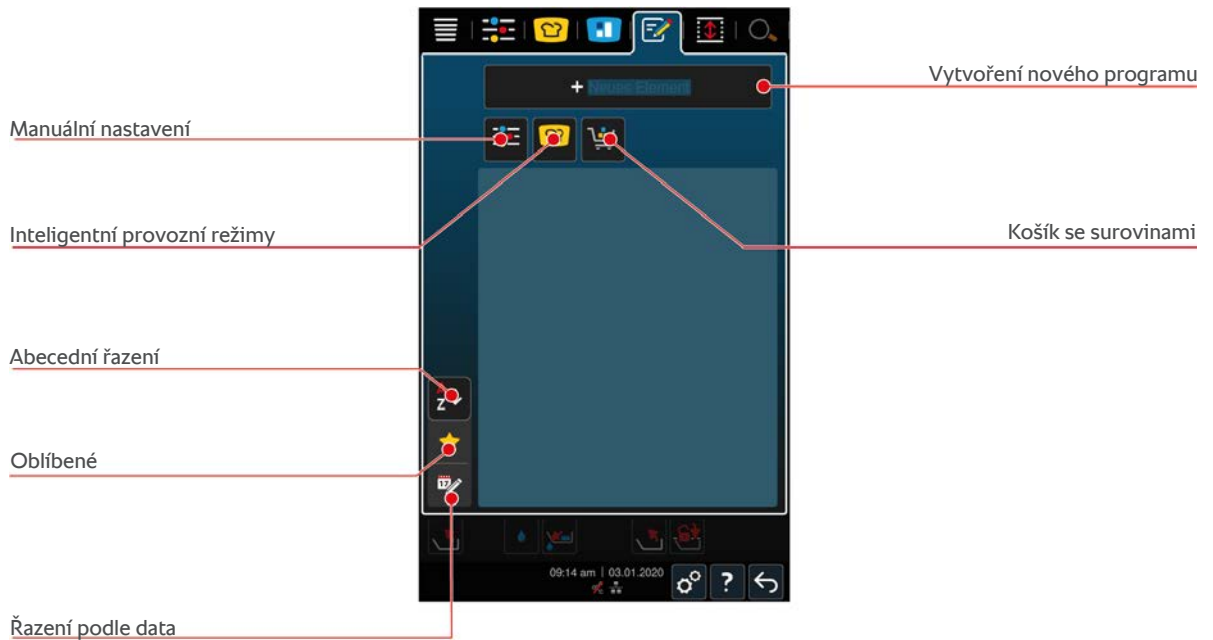 Vytvoření nového programu
+ Neues Element
Manuální nastavení
Inteligentní provozní režimy
Košík se surovinami
Abecední řazení
Z
Oblíbené
17
09:14 am | 03.01.2020
?
Řazení podle data